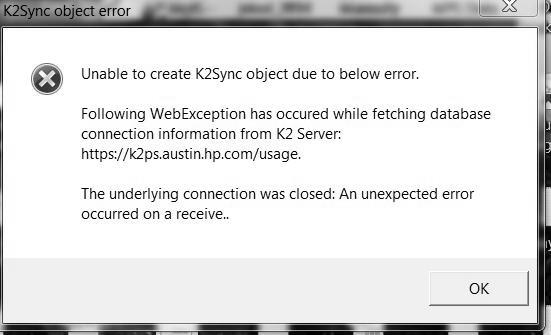 K2Sync object error
Unable to create K2Sync object due to below error.
Following WebException has occured while fetching database
connection information from K2 Server:
https://k2ps.austin.hp.com/usage.
The underlying connection was closed: An unexpected error
occurred on a receive..
OK